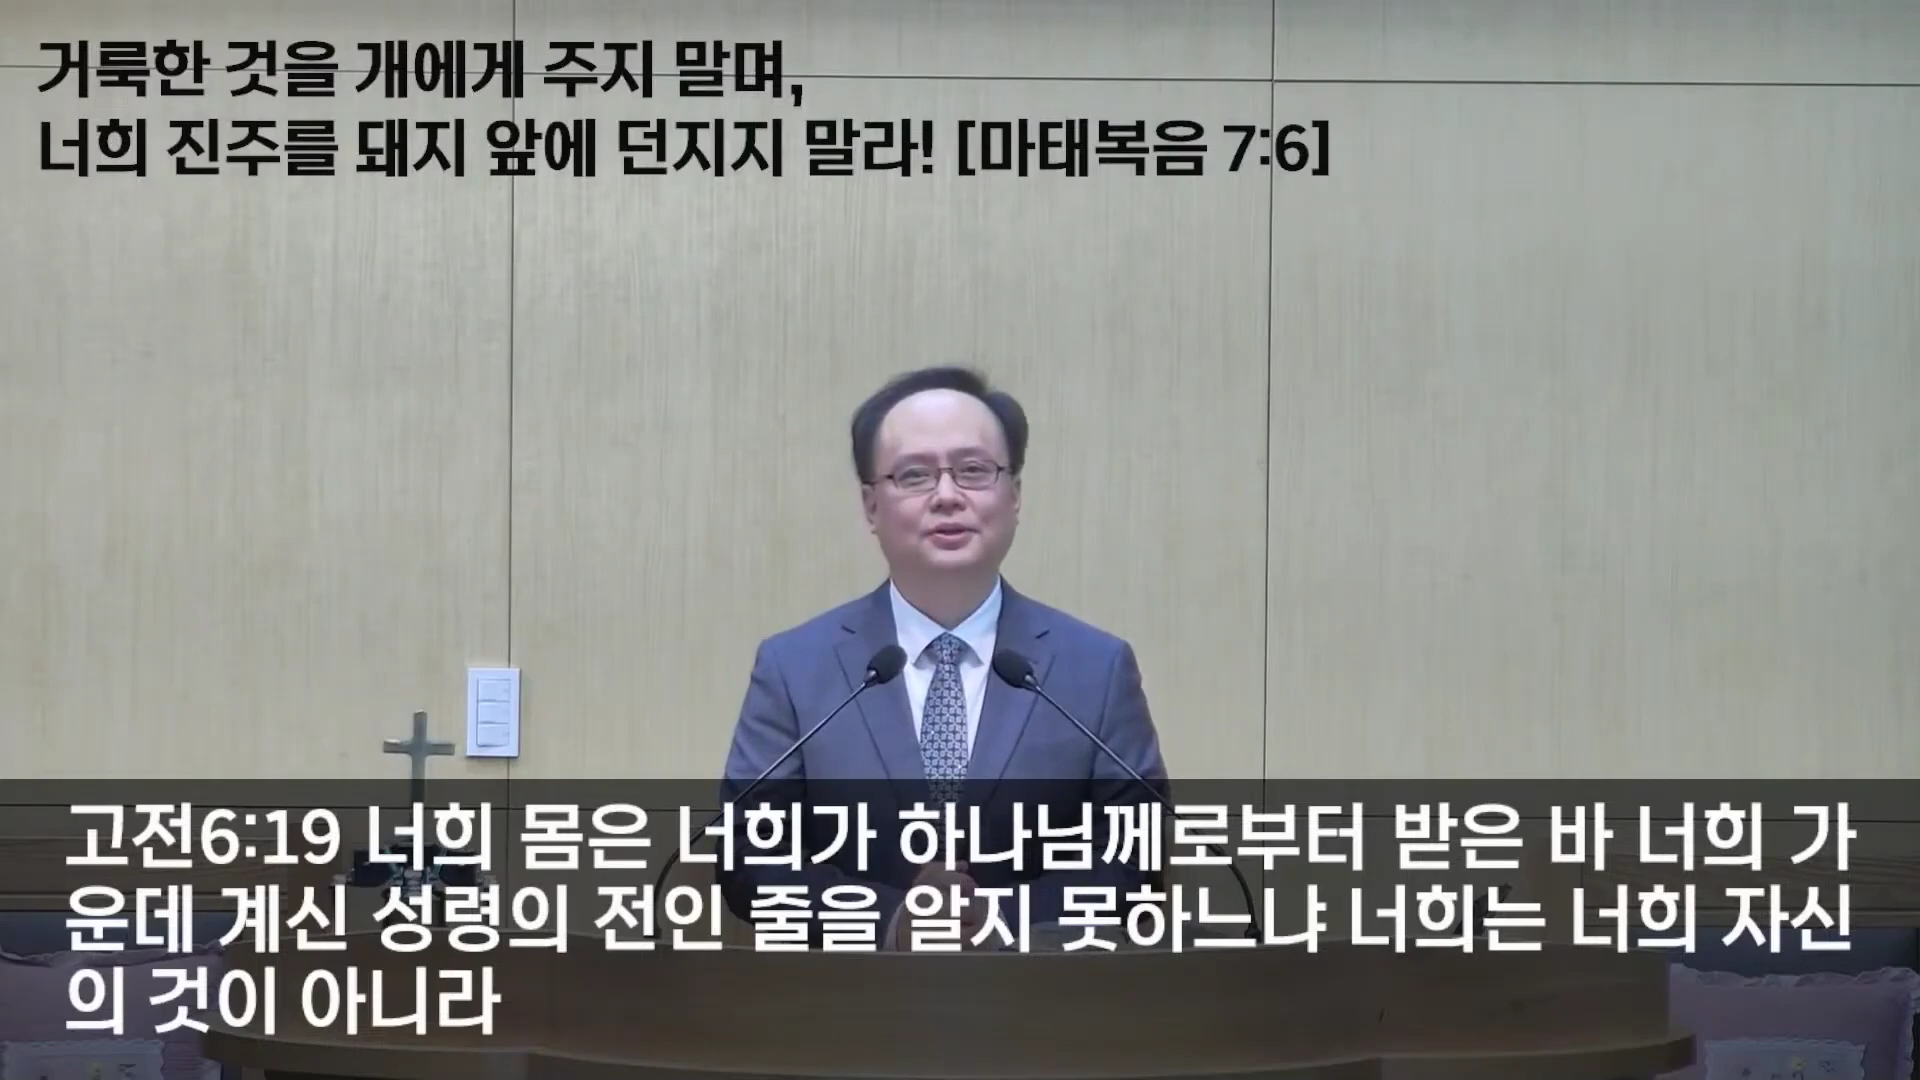 거룩한 것을 개에게 주지 말며,
너희 진주를 돼지 앞에 던지지 말라! [마태복음 7:6]
고전6:19 너희 몸은 너희가 하나님께로부터 받은 바 너희 가
운데 계신 성령의 전인 줄을 알지 못하느냐 너희는 너희 자신
의 것이 아니라